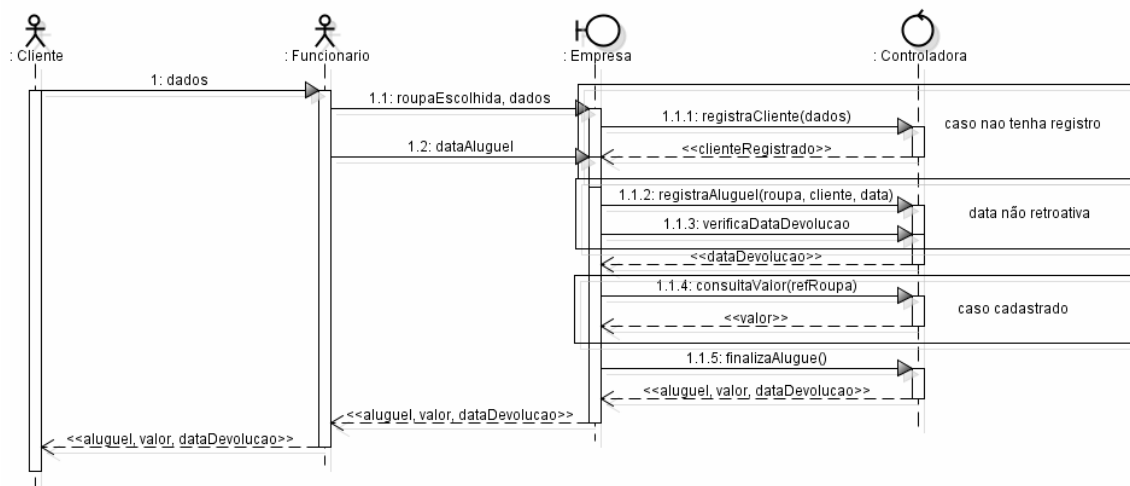 : Cliente
: Funcionario
: Empresa
: Controladora
1: dados
1.1: roupaEscolhida, dados
1.1.1: registraCliente(dados)
caso nao tenha registro
1.2: dataAluguel
<<clienteRegistrado>>
1.1.2: registraAluguel(roupa, cliente, data)
data não retroativa
1.1.3: verificaDataDevolucao
<<dataDevolucao>>
1.1.4: consultaValor(refRoupa)
caso cadastrado
<<valor>>
1.1.5: finalizaAlugue()
<<aluguel, valor, dataDevolucao>>
<<aluguel, valor, dataDevolucao>>
<<aluguel, valor, dataDevolucao>>